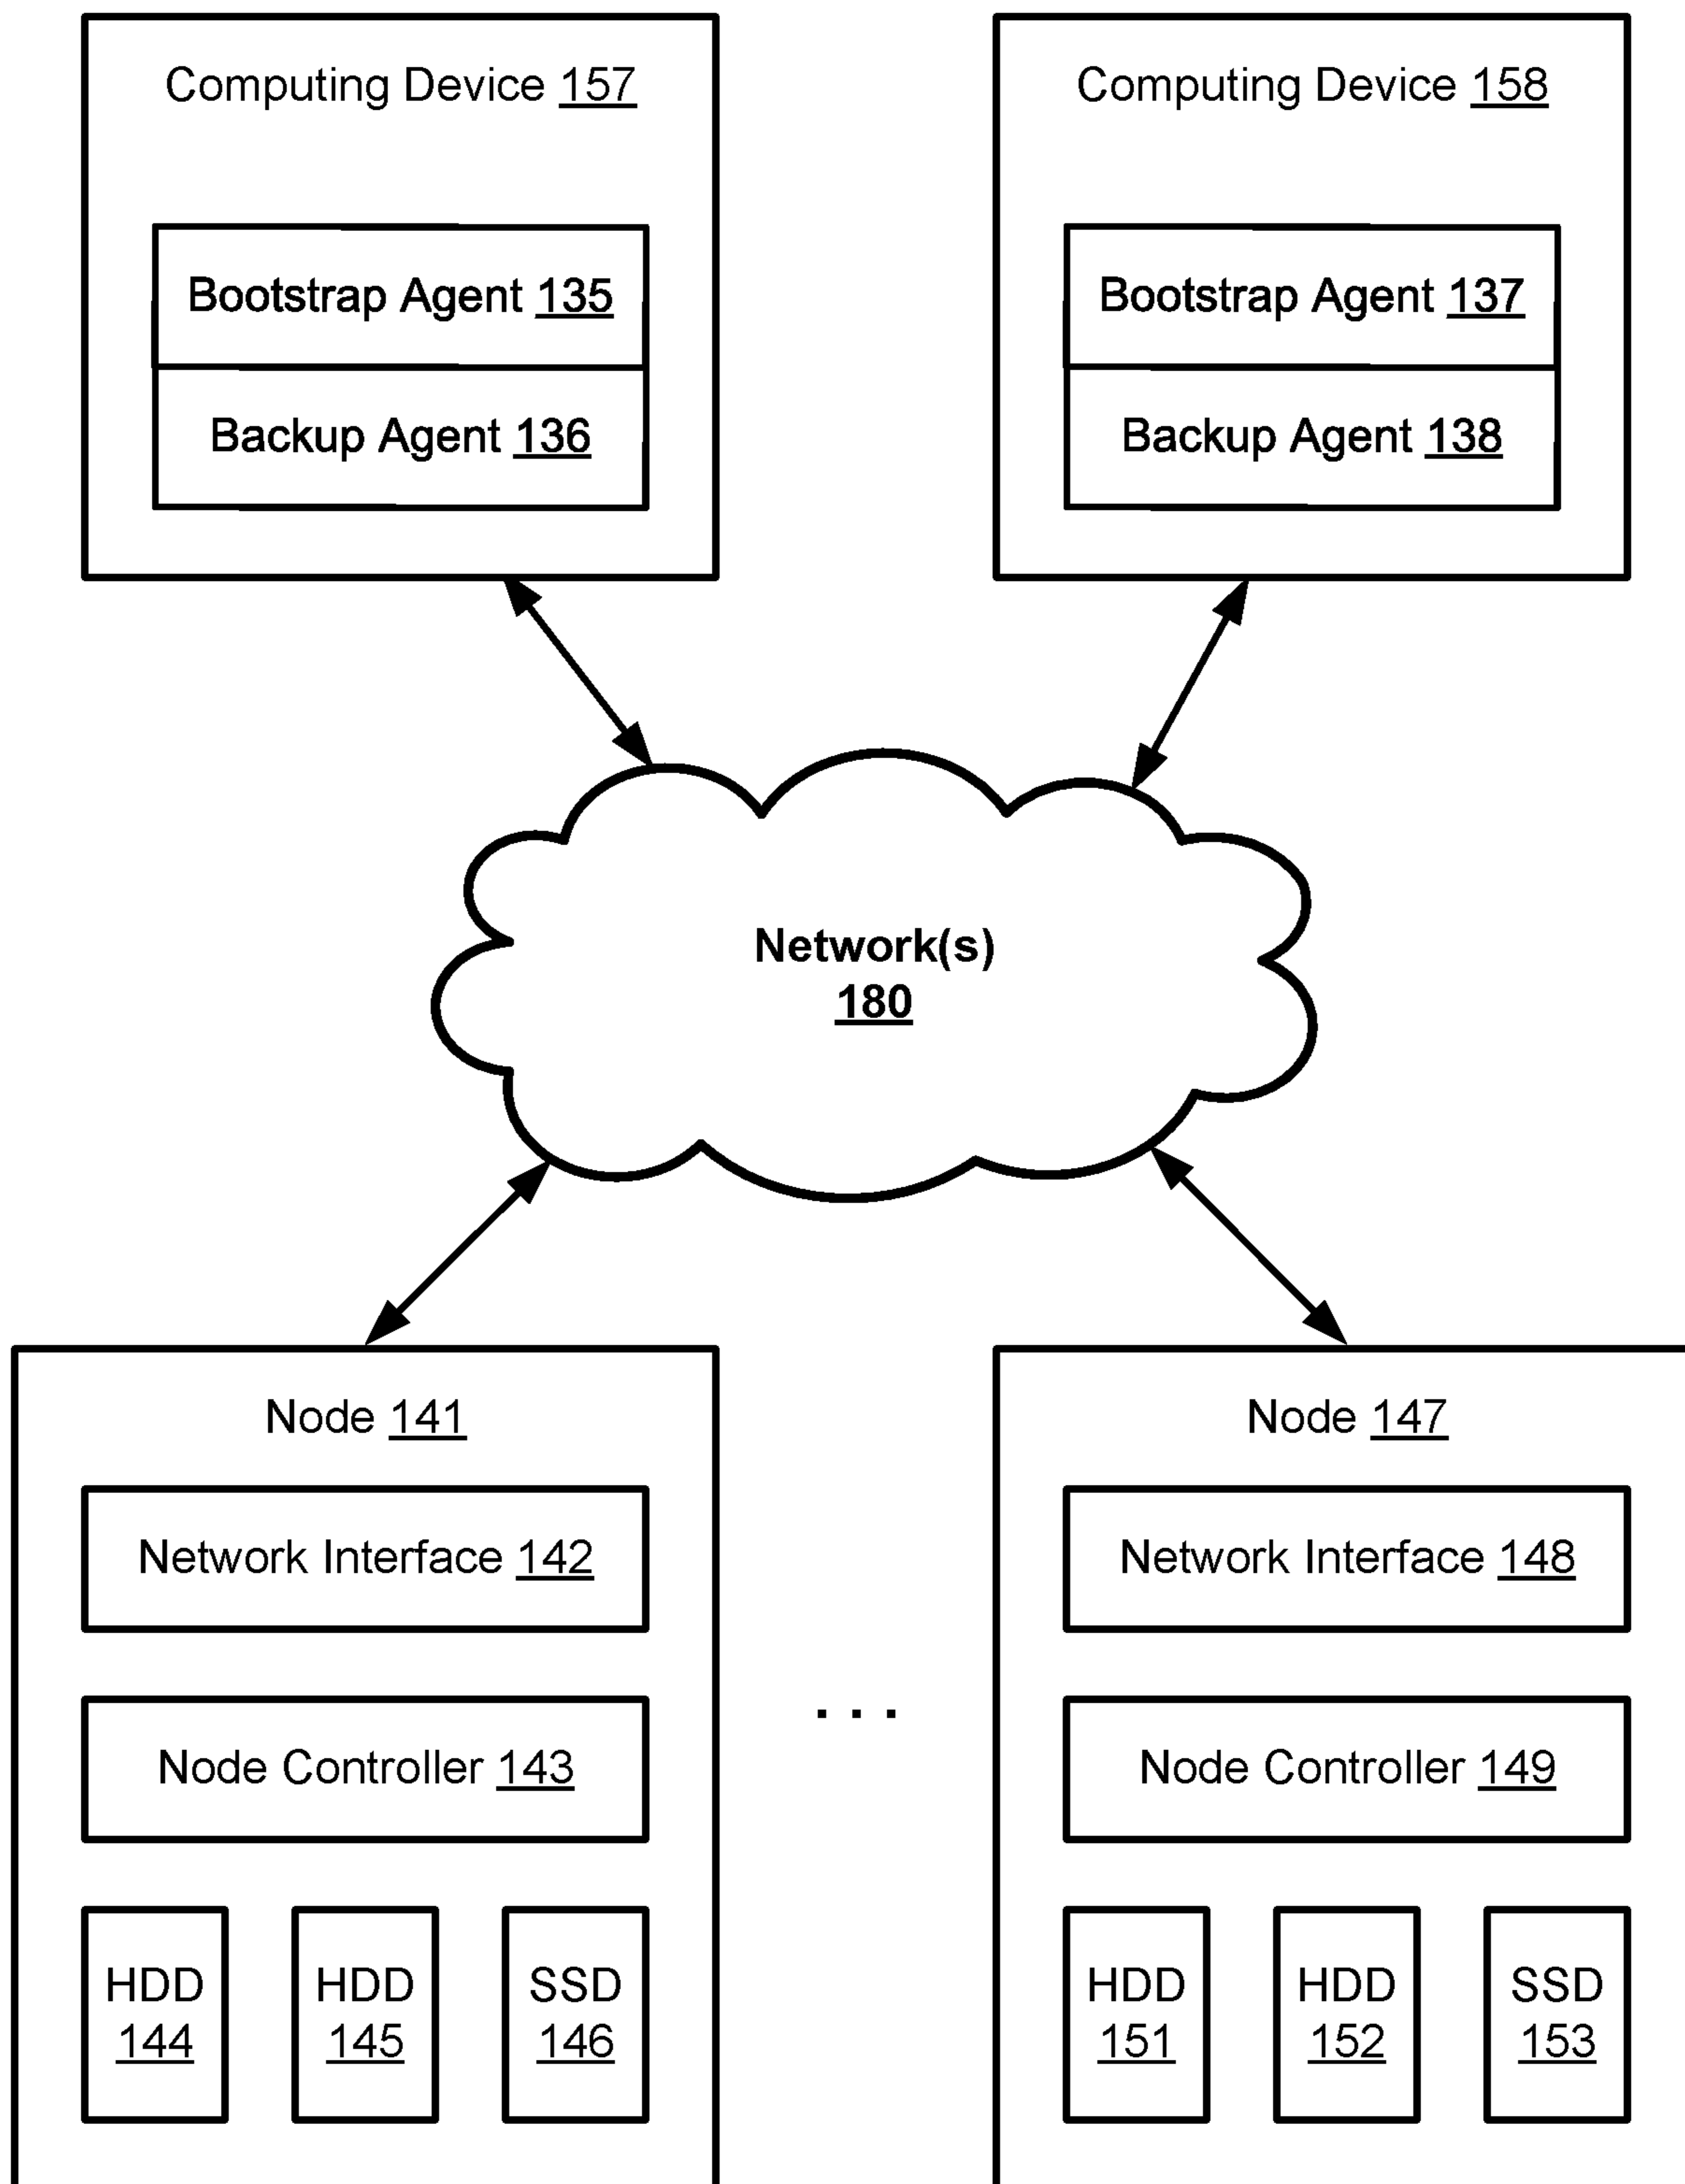 Computing Device 157
Bootstrap Agent 135
Backup Agent 136
Computing Device 158
Bootstrap Agent 137
Backup Agent 138
Network(s)
180
Node 141
Network Interface 142
Node Controller 143
HDD
144
HDD
145
SSD
146
. . .
Node 147
Network Interface 148
Node Controller 149
HDD
151
HDD
152
SSD
153